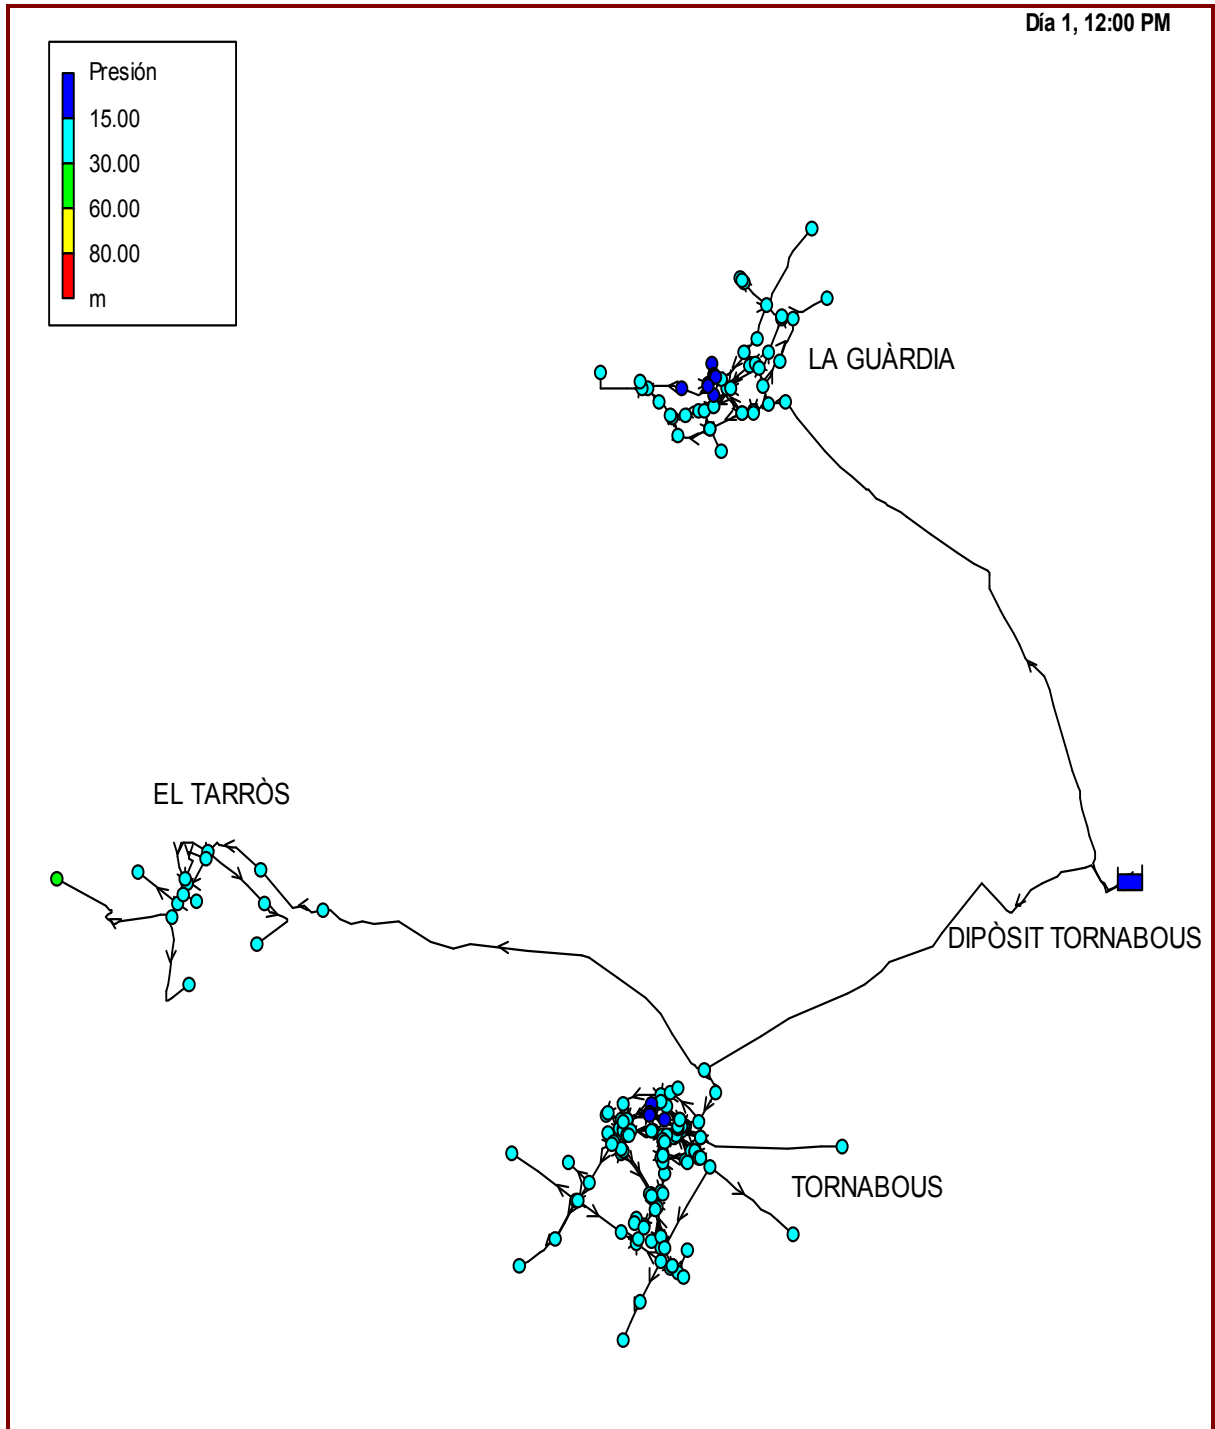 Día 1, 12:00 PM
Presión
15.00
30.00
60.00
80.00
m
LA GUÀRDIA
EL TARRÒS
DIPÒSIT TORNABOUS
TORNABOUS